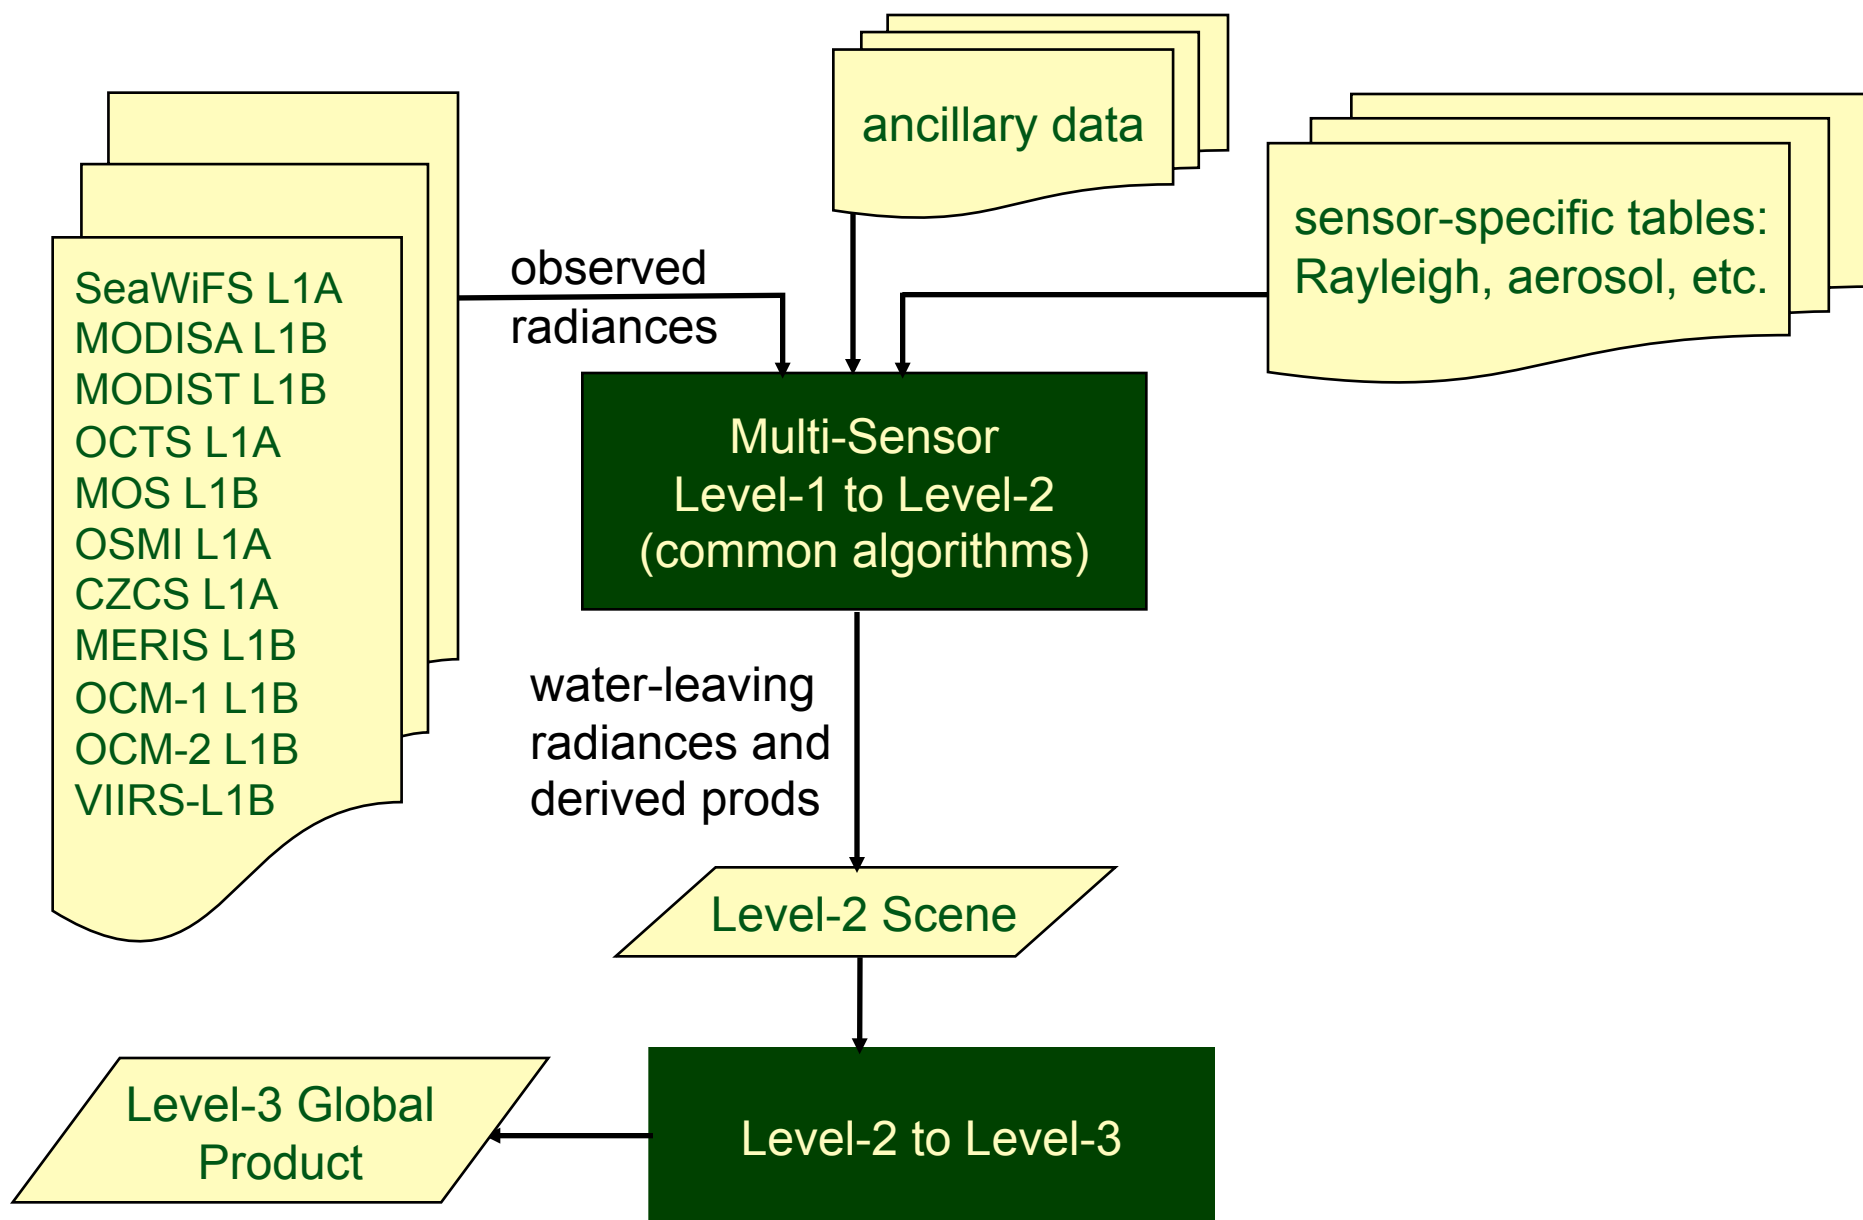 ancillary data
sensor-specific tables:
Rayleigh, aerosol, etc.
SeaWiFS L1A
MODISA L1B
MODIST L1B
OCTS L1A
MOS L1B
OSMI L1A
CZCS L1A
MERIS L1B
OCM-1 L1B
OCM-2 L1B
VIIRS-L1B
observed
radiances
Multi-Sensor
Level-1 to Level-2
(common algorithms)
water-leaving
radiances and
derived prods
Level-2 Scene
Level-2 to Level-3
Level-3 Global
Product